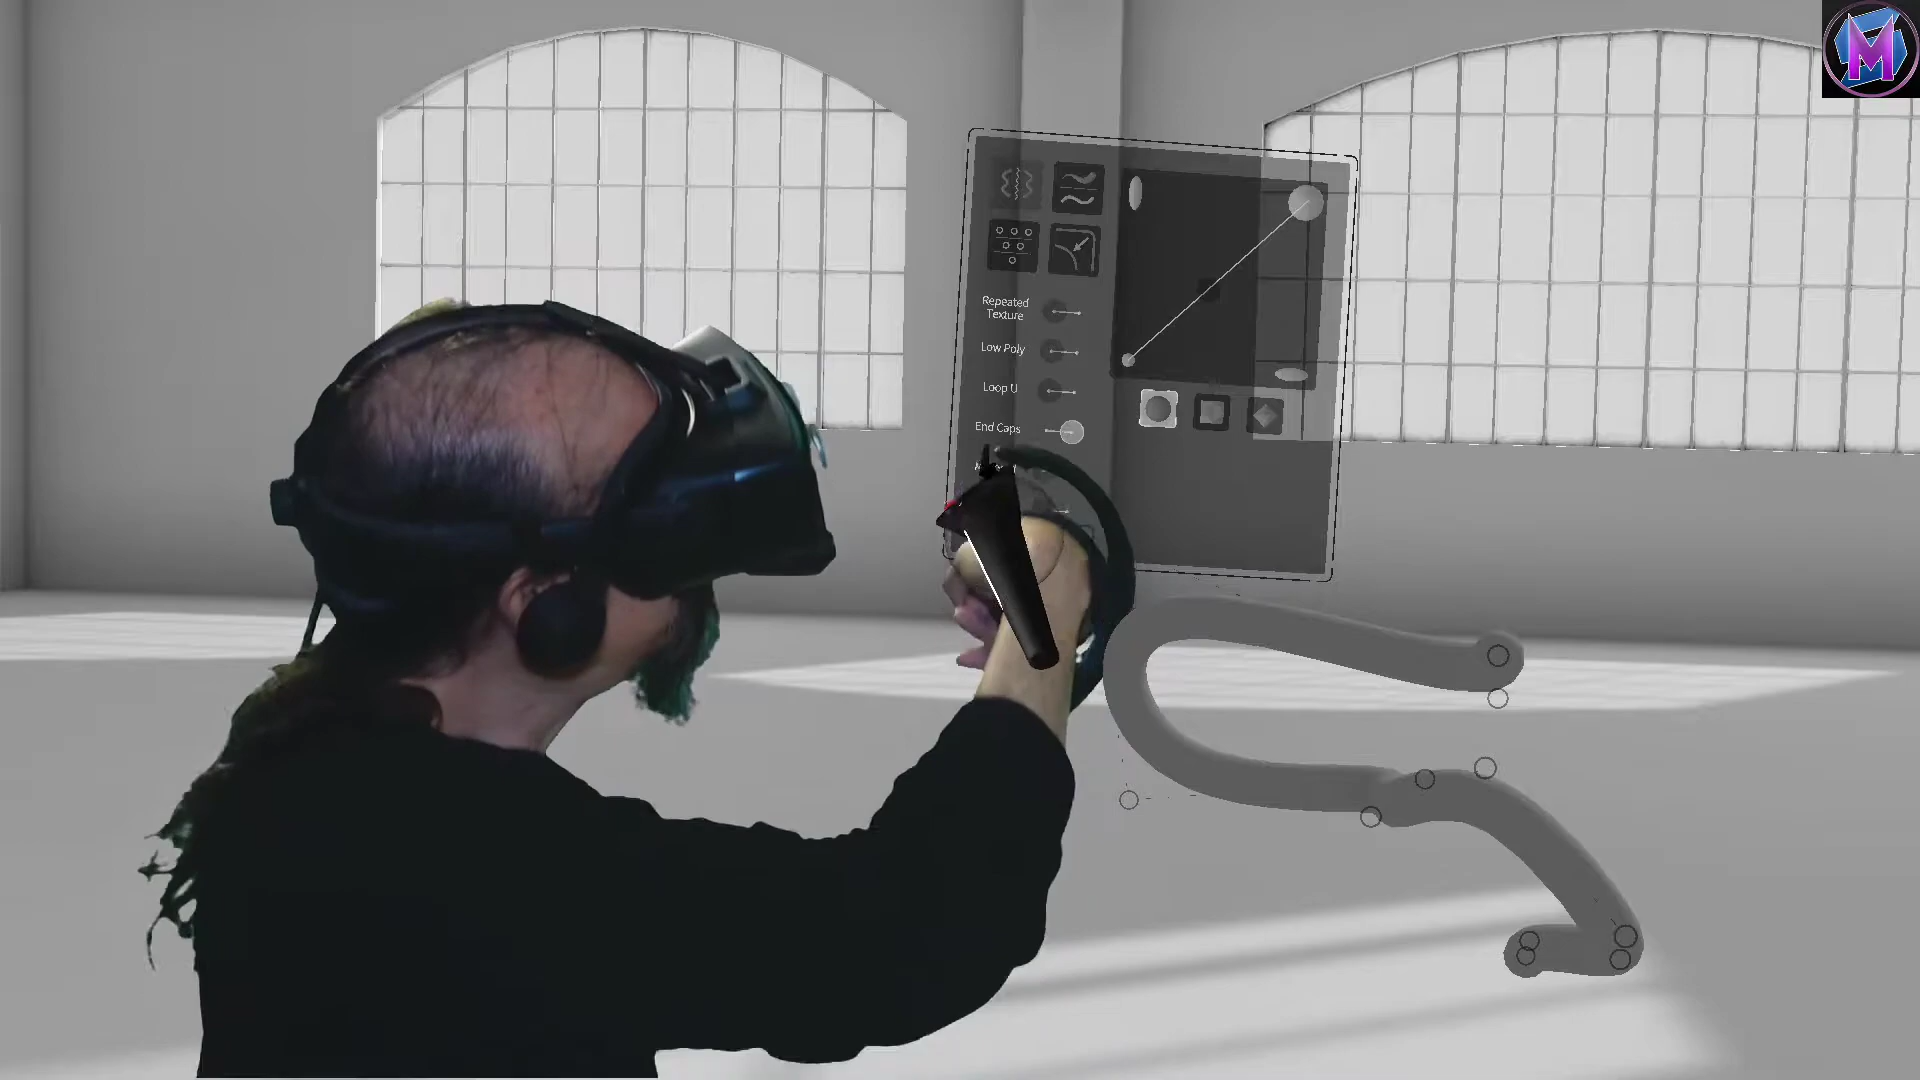 M
Repeated
Texture
Low Poly
Loop U
End Caps